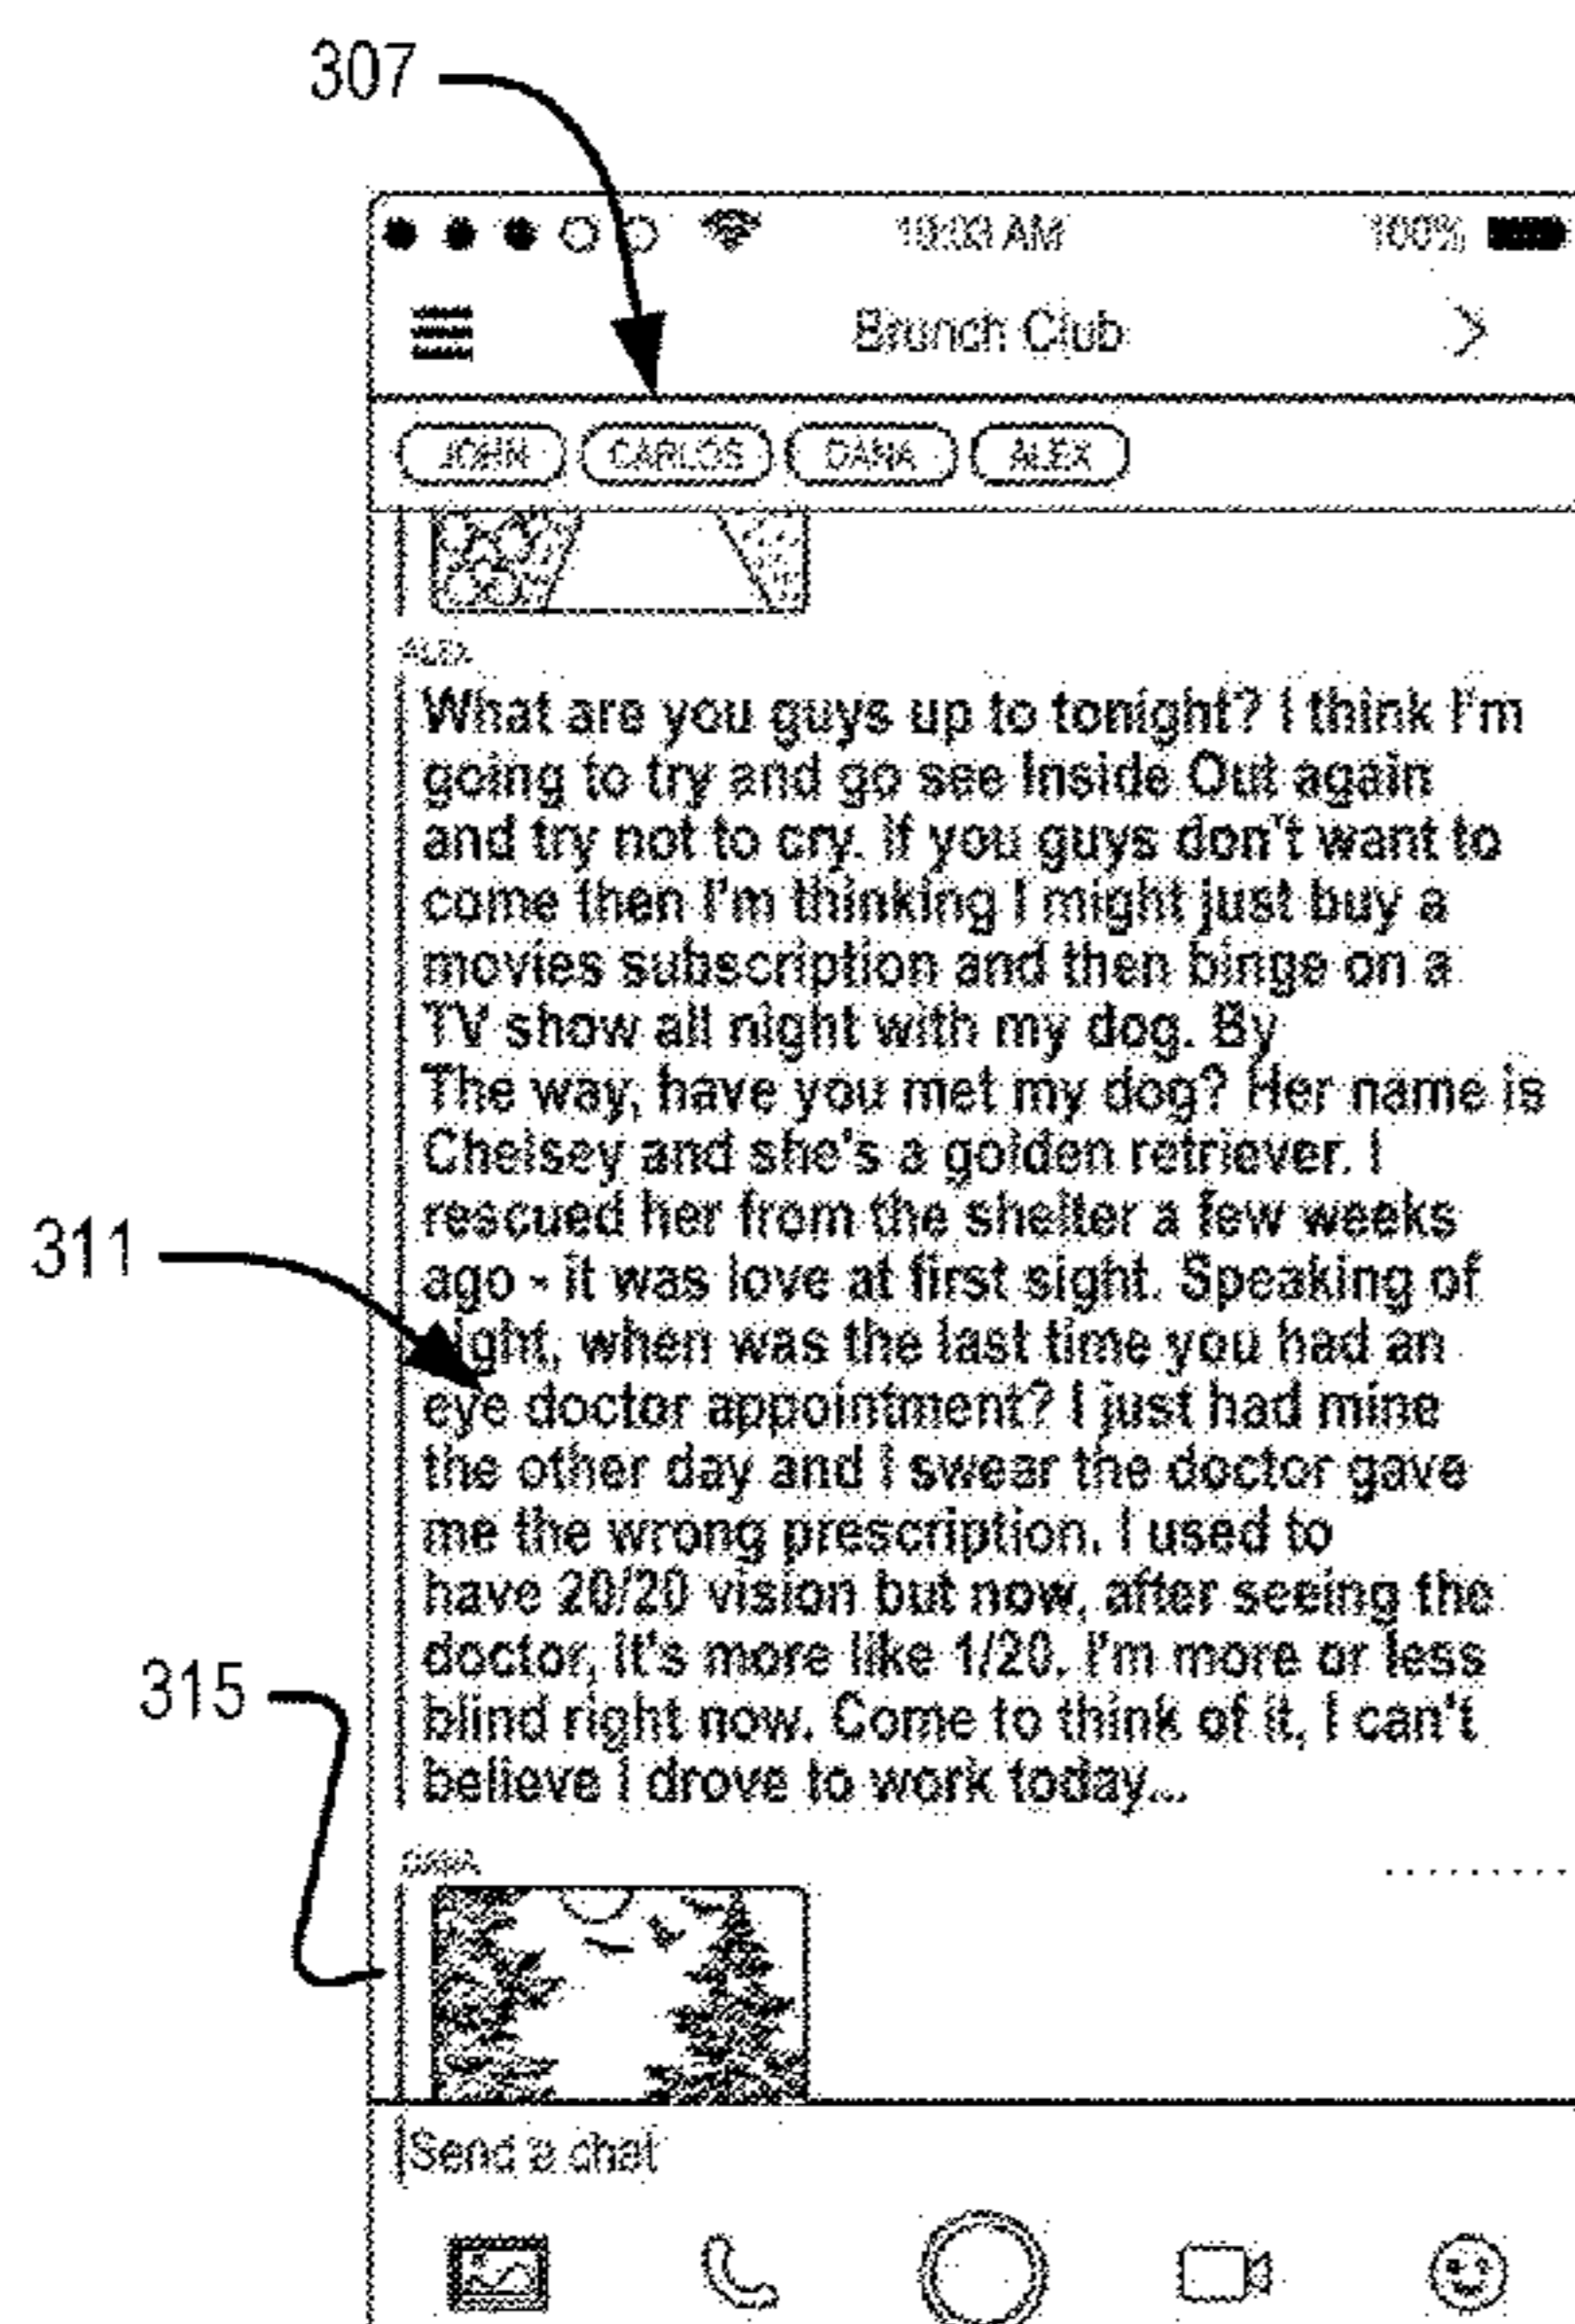 307
10:03 AM 100%
Brunch Club
JOHN CARLOS DANA ALEX
ALEX
What are you guys up to tonight? I think I'm
going to try and go see Inside Out again
and try not to cry. If you guys don't want to
come then I'm thinking I might just buy a
movies subscription and then binge on a
TV show all night with my dog. By
The way, have you met my dog? Her name is
Chelsey and she's a golden retriever. I
rescued her from the shelter a few weeks
311
ago - it was love at first sight. Speaking of
sight, when was the last time you had an
eye doctor appointment? I just had mine
the other day and I swear the doctor gave
me the wrong prescription. I used to
have 20/20 vision but now, after seeing the
doctor, it's more like 1/20. I'm more or less
315
blind right now. Come to think of it, I can't
believe I drove to work today...
DANA
Send a chat